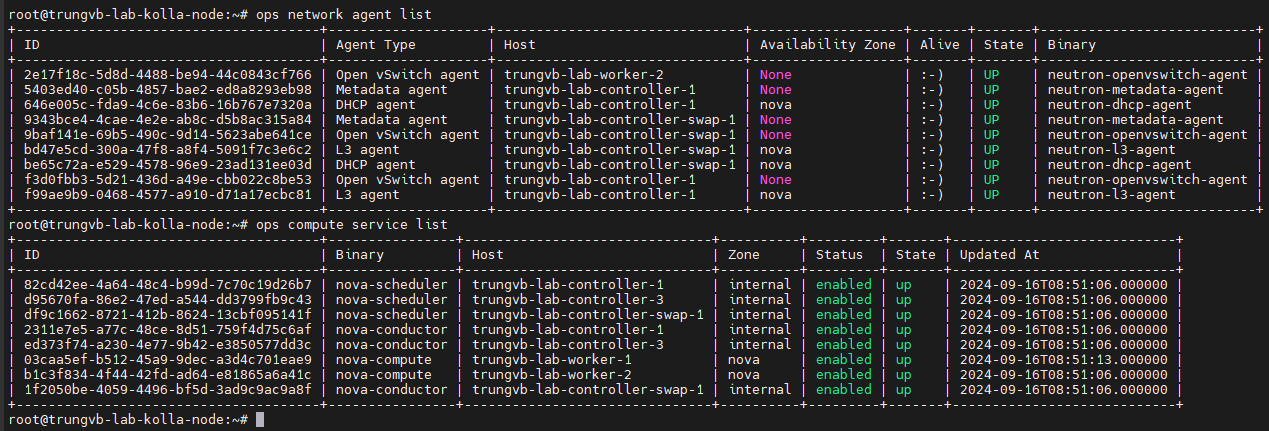 root@trungvb-lab-kolla-node:~# ops network agent list
+--------------------------------------+--------------------+-----------------------------+-------------------+-------+-------+---------------------------+
| ID                                   | Agent Type         | Host                        | Availability Zone | Alive | State | Binary                    |
+--------------------------------------+--------------------+-----------------------------+-------------------+-------+-------+---------------------------+
| 2e17f18c-5d8d-4488-be94-44c0843cf766 | Open vSwitch agent | trungvb-lab-worker-2        | None              | :-)   | UP    | neutron-openvswitch-agent |
| 5403ed40-c05b-4857-bae2-ed8a8293eb98 | Metadata agent     | trungvb-lab-controller-1    | None              | :-)   | UP    | neutron-metadata-agent    |
| 646e005c-fda9-4c6e-83b6-16b767e7320a | DHCP agent         | trungvb-lab-controller-1    | nova              | :-)   | UP    | neutron-dhcp-agent        |
| 9343bce4-4cae-4e2e-ab8c-d5b8ac315a84 | Metadata agent     | trungvb-lab-controller-swap-1 | None              | :-)   | UP    | neutron-metadata-agent    |
| 9baf141e-69b5-490c-9d14-5623abe641ce | Open vSwitch agent | trungvb-lab-controller-swap-1 | None              | :-)   | UP    | neutron-openvswitch-agent |
| bd47e5cd-300a-47f8-a8f4-5091f7c3e6c2 | L3 agent           | trungvb-lab-controller-swap-1 | nova              | :-)   | UP    | neutron-l3-agent          |
| be65c72a-e529-4578-96e9-23ad131ee03d | DHCP agent         | trungvb-lab-controller-swap-1 | nova              | :-)   | UP    | neutron-dhcp-agent        |
| f3d0fbb3-5d21-436d-a49e-cbb022c8be53 | Open vSwitch agent | trungvb-lab-controller-1    | None              | :-)   | UP    | neutron-openvswitch-agent |
| f99ae9b9-0468-4577-a910-d71a17ecbc81 | L3 agent           | trungvb-lab-controller-1    | nova              | :-)   | UP    | neutron-l3-agent          |
+--------------------------------------+--------------------+-----------------------------+-------------------+-------+-------+---------------------------+
root@trungvb-lab-kolla-node:~# ops compute service list
+--------------------------------------+----------------+-------------------------------+----------+---------+-------+----------------------------+
| ID                                   | Binary         | Host                          | Zone     | Status  | State | Updated At                 |
+--------------------------------------+----------------+-------------------------------+----------+---------+-------+----------------------------+
| 82cd42ee-4a64-48c4-b99d-7c70c19d26b7 | nova-scheduler | trungvb-lab-controller-1      | internal | enabled | up    | 2024-09-16T08:51:06.000000 |
| d95670fa-86e2-47ed-a544-dd3799fb9c43 | nova-scheduler | trungvb-lab-controller-3      | internal | enabled | up    | 2024-09-16T08:51:06.000000 |
| df9c1662-8721-412b-8624-13cbf095141f | nova-scheduler | trungvb-lab-controller-swap-1 | internal | enabled | up    | 2024-09-16T08:51:06.000000 |
| 2311e7e5-a77c-48ce-8d51-759f4d75c6af | nova-conductor | trungvb-lab-controller-1      | internal | enabled | up    | 2024-09-16T08:51:06.000000 |
| ed373f74-a230-4e77-9b42-e3850577dd3c | nova-conductor | trungvb-lab-controller-3      | internal | enabled | up    | 2024-09-16T08:51:06.000000 |
| 03caa5ef-b512-45a9-9dec-a3d4c701eae9 | nova-compute   | trungvb-lab-worker-1          | nova     | enabled | up    | 2024-09-16T08:51:13.000000 |
| b1c3f834-4f44-42fd-ad64-e81865a6a41c | nova-compute   | trungvb-lab-worker-2          | nova     | enabled | up    | 2024-09-16T08:51:06.000000 |
| 1f2050be-4059-4496-bf5d-3ad9c9ac9a8f | nova-conductor | trungvb-lab-controller-swap-1 | internal | enabled | up    | 2024-09-16T08:51:06.000000 |
+--------------------------------------+----------------+-------------------------------+----------+---------+-------+----------------------------+
root@trungvb-lab-kolla-node:~#